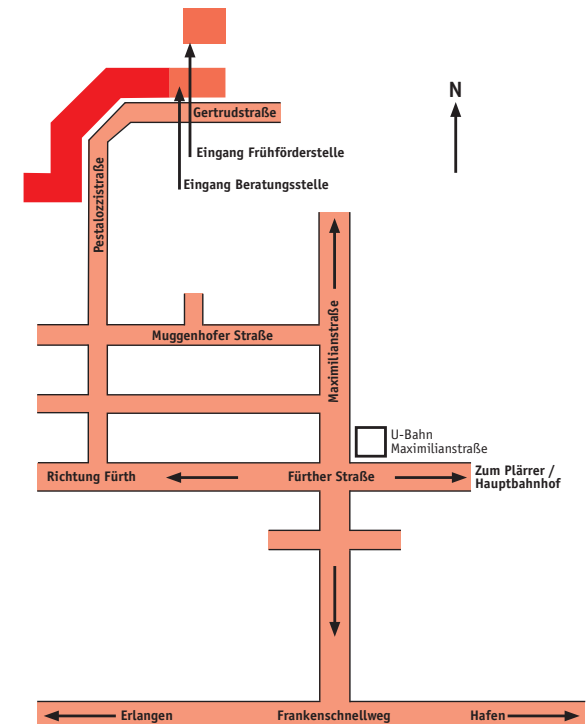 Gertrudstraße
N
Eingang Frühförderstelle
Eingang Beratungsstelle
Pestalozzistraße
Maximilianstraße
Muggenhofer Straße
U-Bahn
Maximilianstraße
Richtung Fürth
Fürther Straße
Zum Plärrer /
Hauptbahnhof
Erlangen
Frankenschnellweg
Hafen